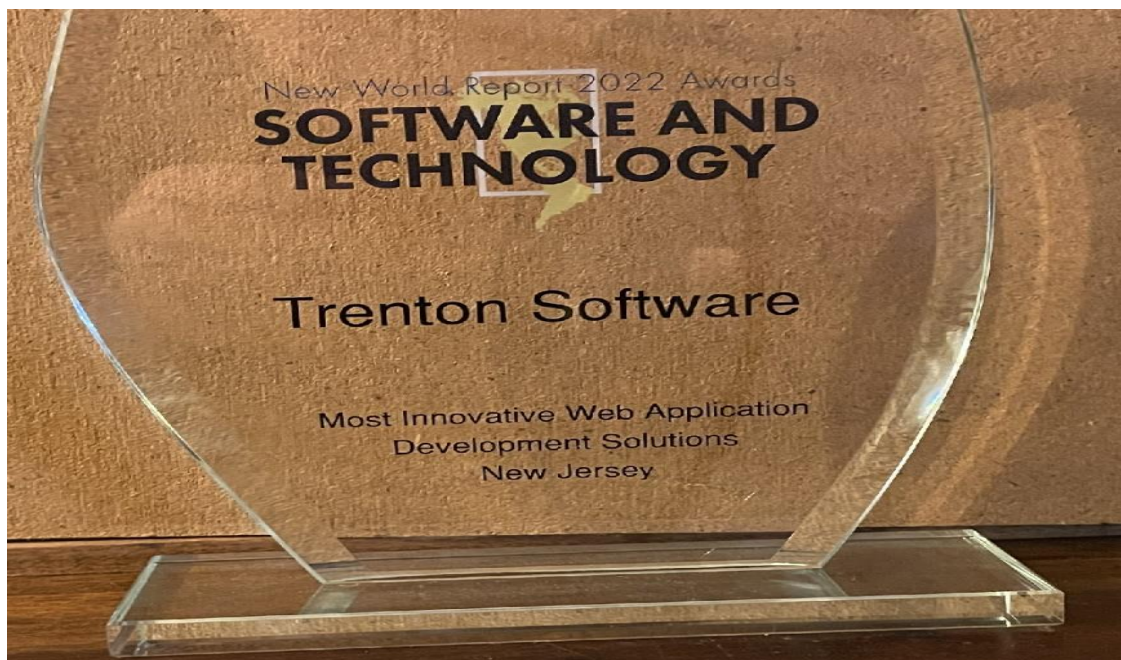 New World Report 2022 Awards
SOFTWARE AND
TECHNOLOGY
Trenton Software
Most Innovative Web Application
Development Solutions
New Jersey